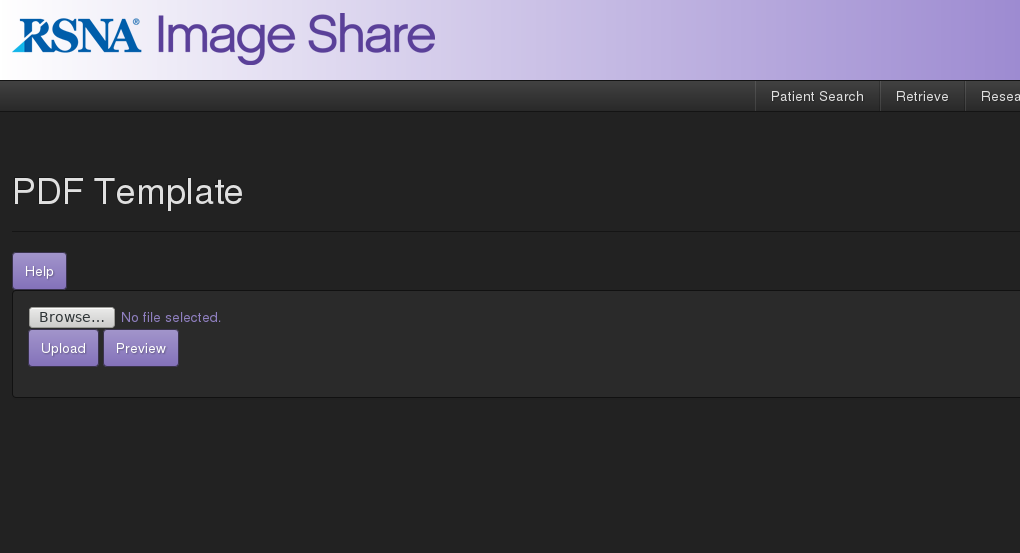 RSNA® Image Share
Patient Search Retrieve Resea
PDF Template
Help
Browse... No file selected.
Upload Preview